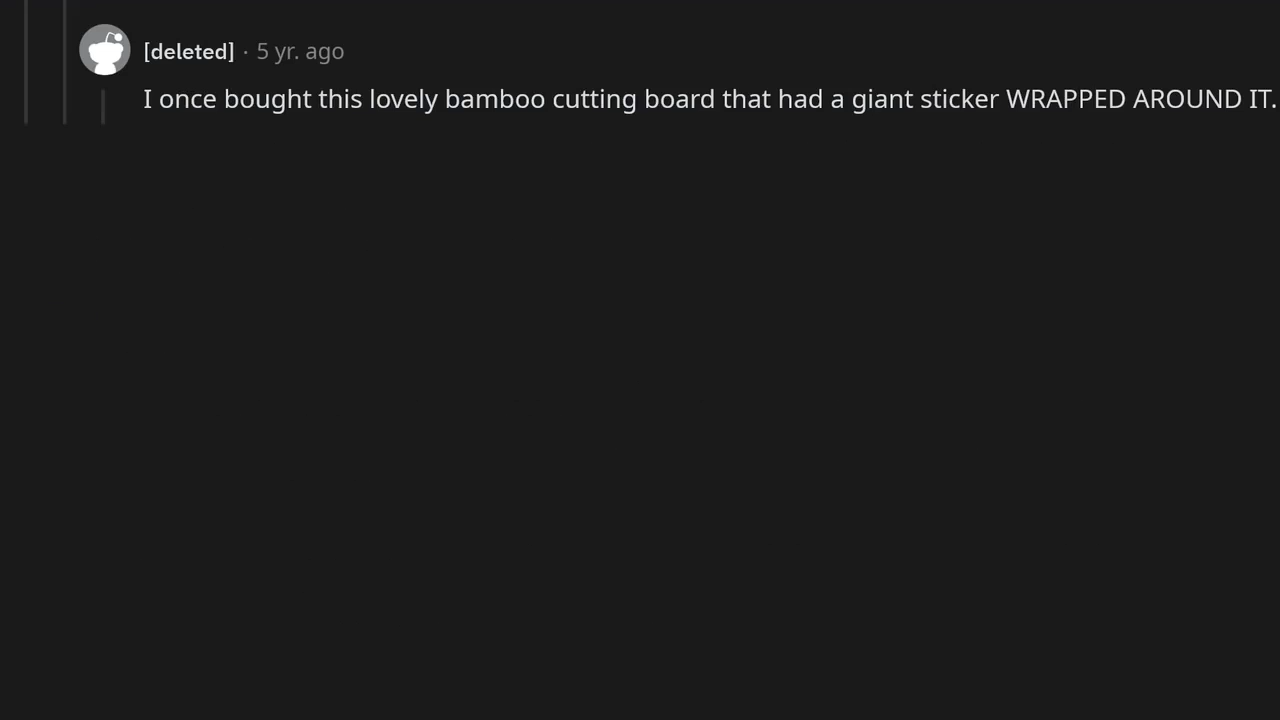 [deleted] · 5 yr. ago
I once bought this lovely bamboo cutting board that had a giant sticker WRAPPED AROUND IT.